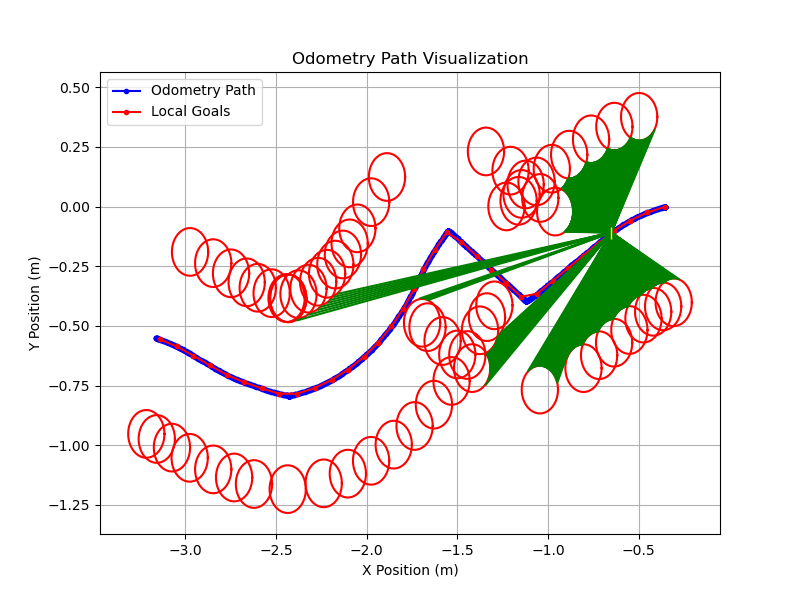 Odometry Path Visualization
Odometry Path
Local Goals
0.50
0.25
0.00
−0.25
−0.50
−0.75
−1.00
−1.25
Y Position (m)
−3.0 −2.5 −2.0 −1.5 −1.0 −0.5
X Position (m)